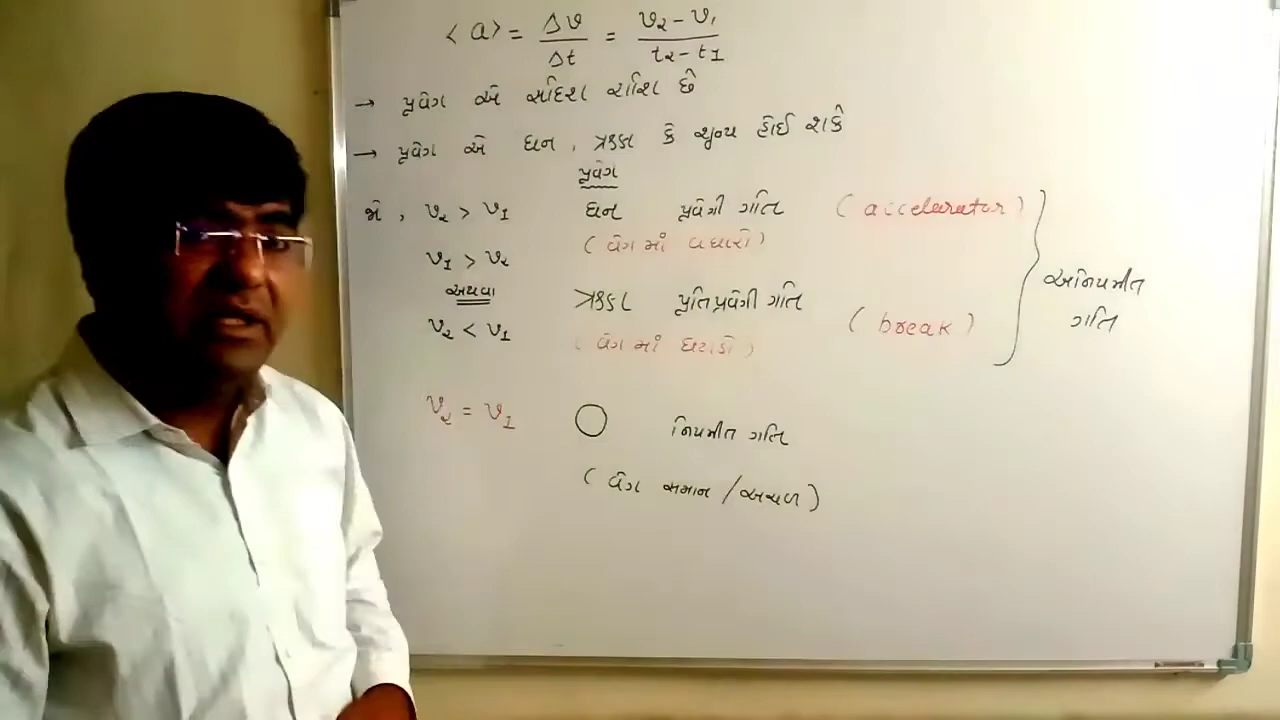 < a > = Δv / Δt = v₂ - v₁ / t₂ - t₁
→ પ્રવેગ એ સદિશ રાશિ છે
→ પ્રવેગ એ ધન, ઋણ કે શૂન્ય હોઈ શકે
પ્રવેગ
જો, v₂ > v₁ ધન પ્રવેગી ગતિ (accelerator)
(વેગ માં વધારો)
v₁ > v₂
અથવા ઋણ પ્રતિપ્રવેગી ગતિ
v₂ < v₁ (break)
(વેગ માં ઘટાડો)
અનિયમીત
ગતિ
v₂ = v₁ ○ નિયમીત ગતિ
(વેગ સમાન /અચળ)